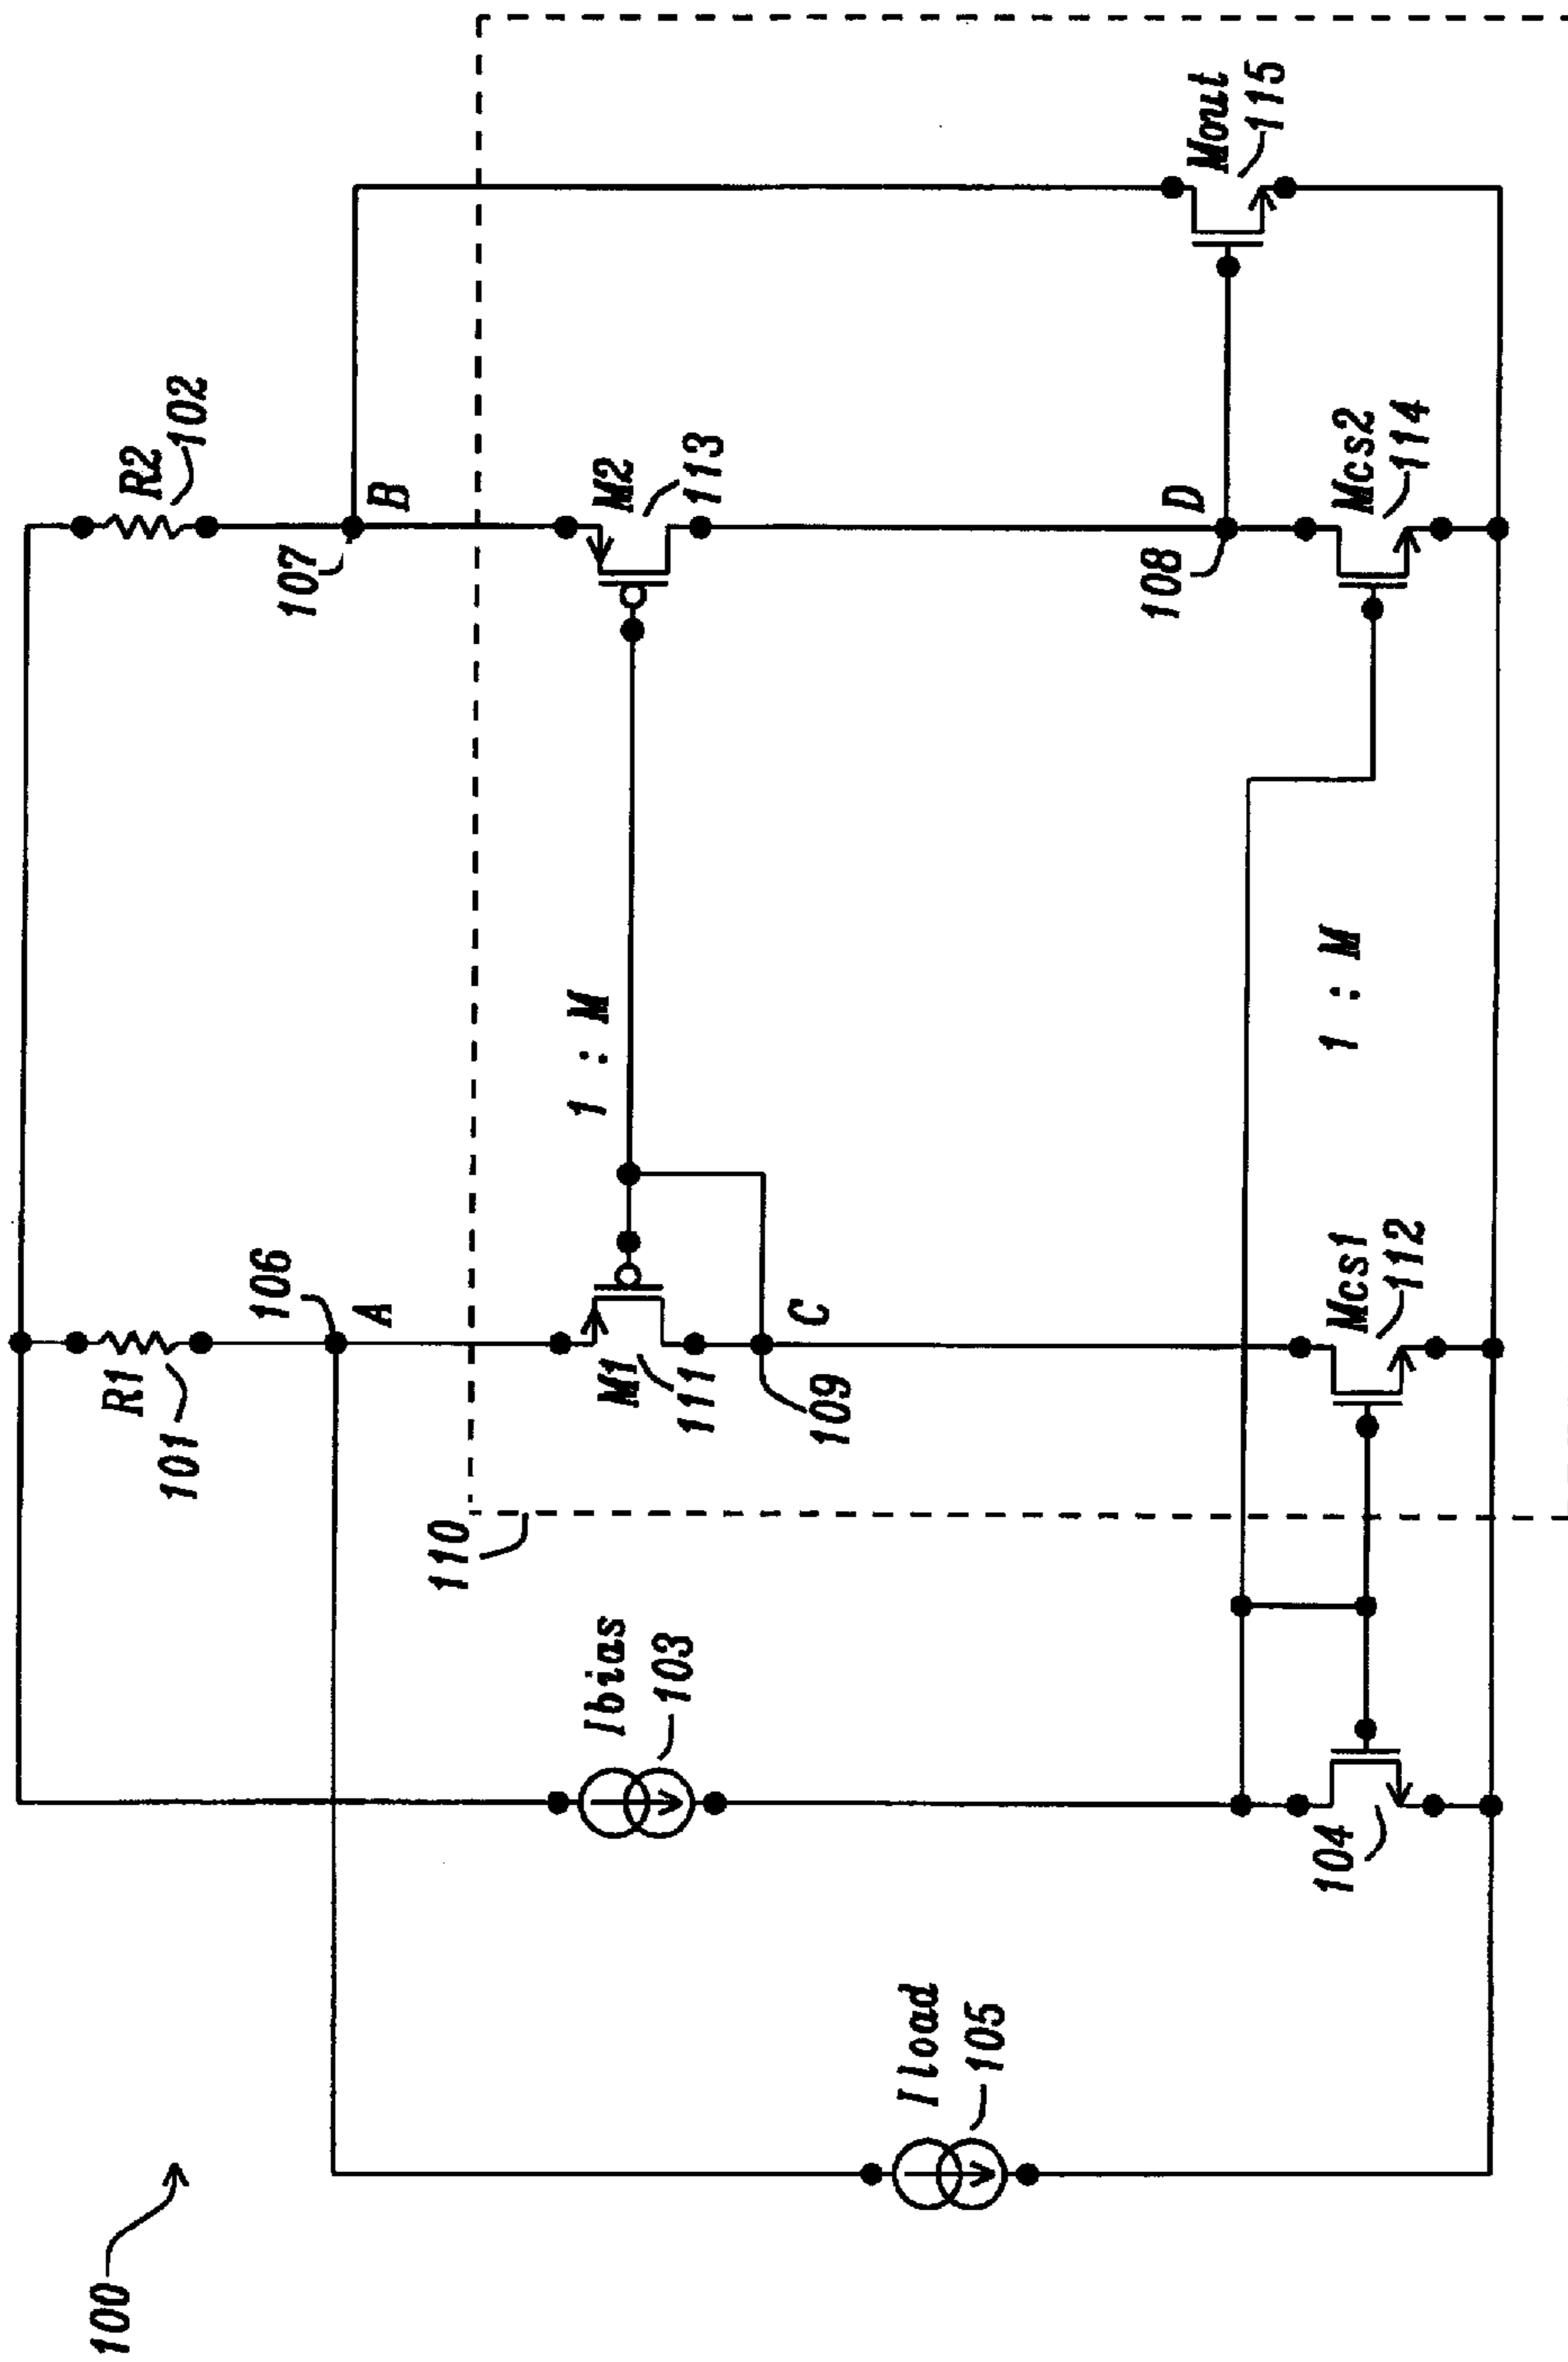 100
R1
101
106
A
R2
102
107
B
110
Ibias
103
M1
111
1 : M
M2
113
C
109
Iload
105
D
108
Mout
115
104
Mcs1
112
1 : M
Mcs2
114